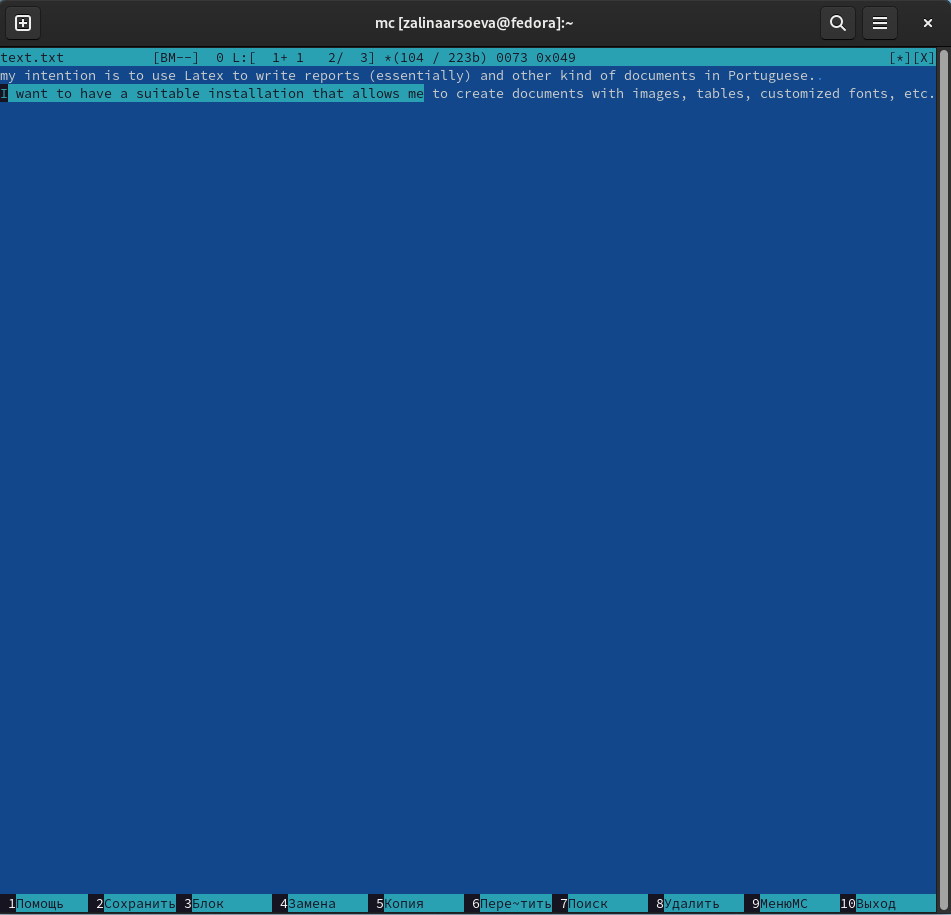 mc [zalinaarsoeva@fedora]:~
text.txt [BM--] 0 L:[ 1+ 1 2/ 3] *(104 / 223b) 0073 0x049 [*][X]
my intention is to use Latex to write reports (essentially) and other kind of documents in Portuguese..
I want to have a suitable installation that allows me to create documents with images, tables, customized fonts, etc.
1Помощь 2Сохранить 3Блок 4Замена 5Копия 6Пере~тить 7Поиск 8Удалить 9МенюMC 10Выход